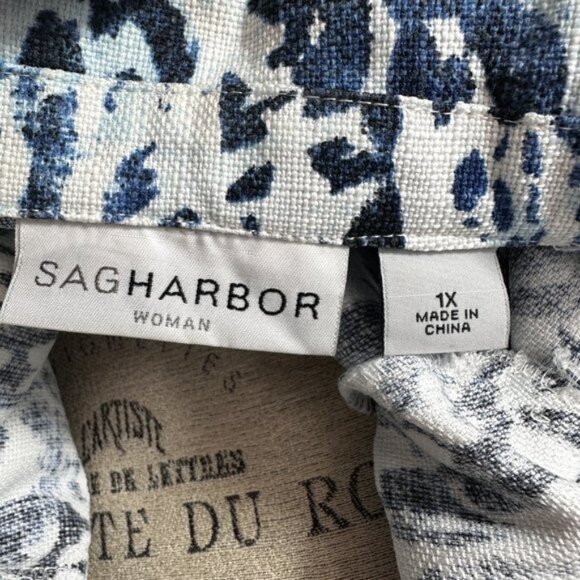 SAGHARBOR
WOMAN
1X
MADE IN
CHINA
L'ARTISTE
DE LETTRES
TE DU RO